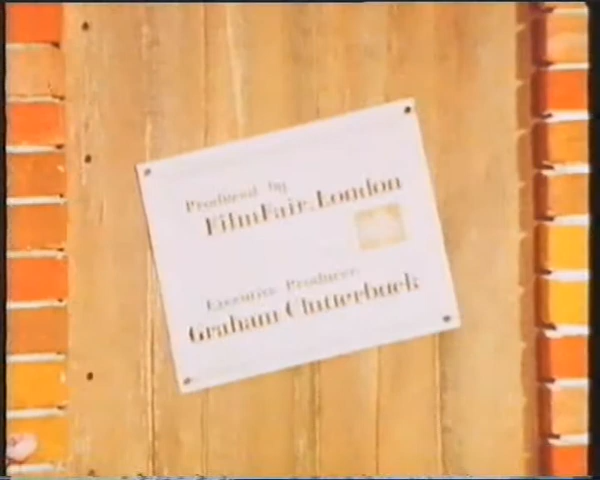 Produced by
FilmFair. London
Executive Producer
Graham Clutterbuck